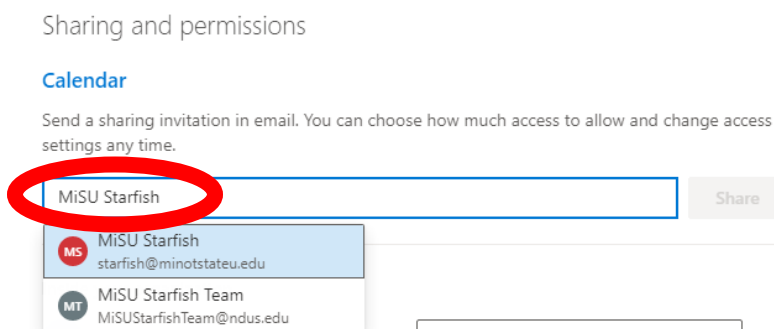 Sharing and permissions
Calendar
Send a sharing invitation in email. You can choose how much access to allow and change access
settings any time.
MiSU Starfish
Share
MS
MiSU Starfish
starfish@minotstateu.edu
MT
MiSU Starfish Team
MiSUStarfishTeam@ndus.edu